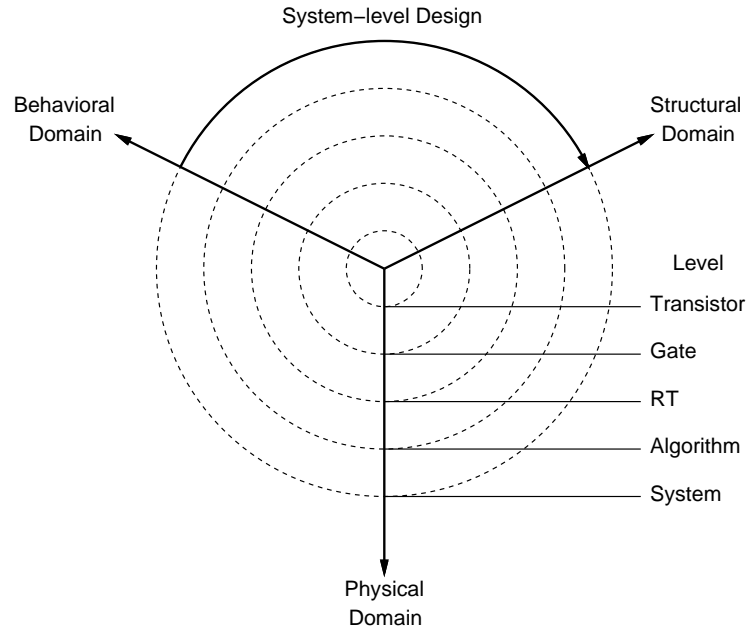 System−level Design
Behavioral
Domain
Structural
Domain
Level
Transistor
Gate
RT
Algorithm
System
Physical
Domain